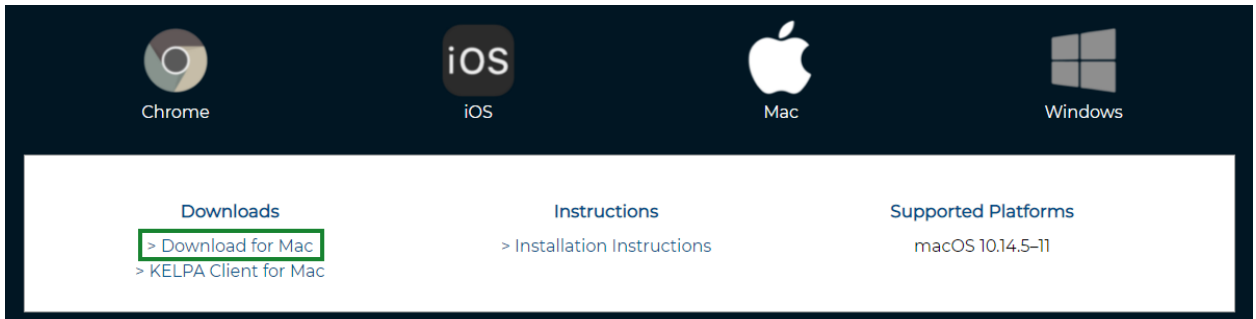 iOS
Chrome
iOS
Mac
Windows
Downloads
> Download for Mac
> KELPA Client for Mac
Instructions
> Installation Instructions
Supported Platforms
macOS 10.14.5–11